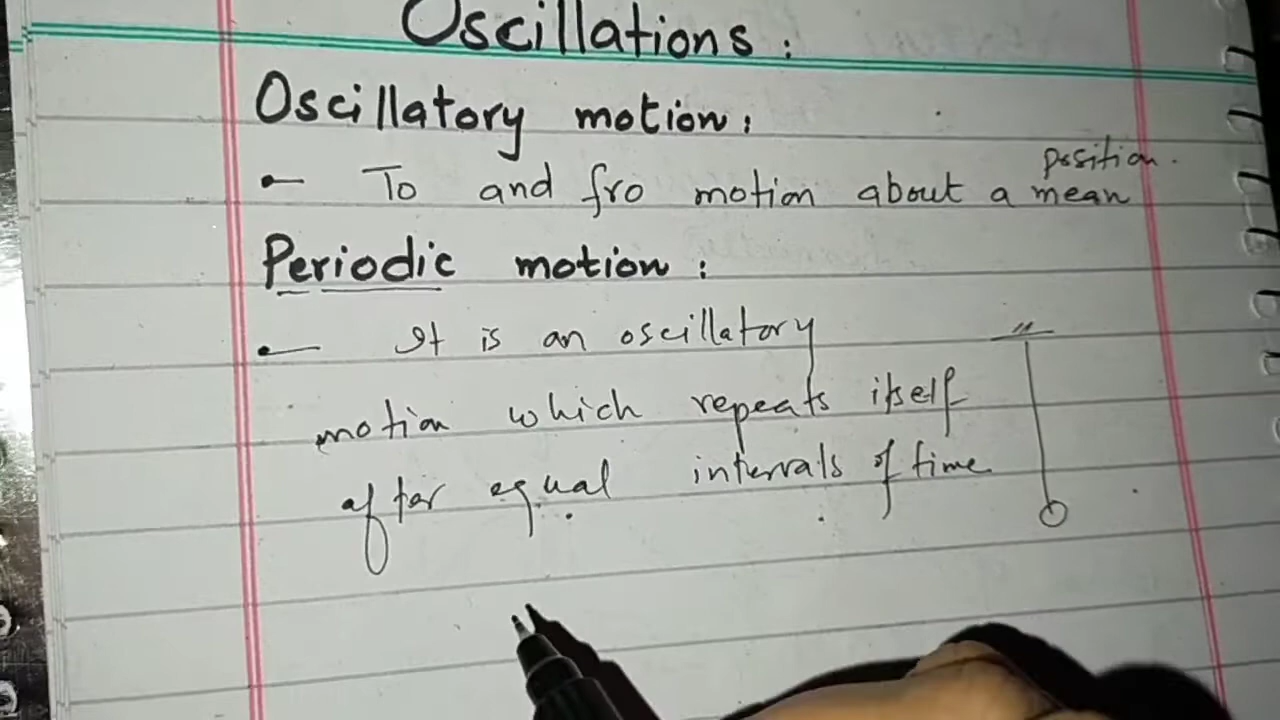 Oscillations :
Oscillatory motion :
position.
- To and fro motion about a mean
Periodic motion :
- It is an oscillatory
motion which repeats itself
after equal intervals of time